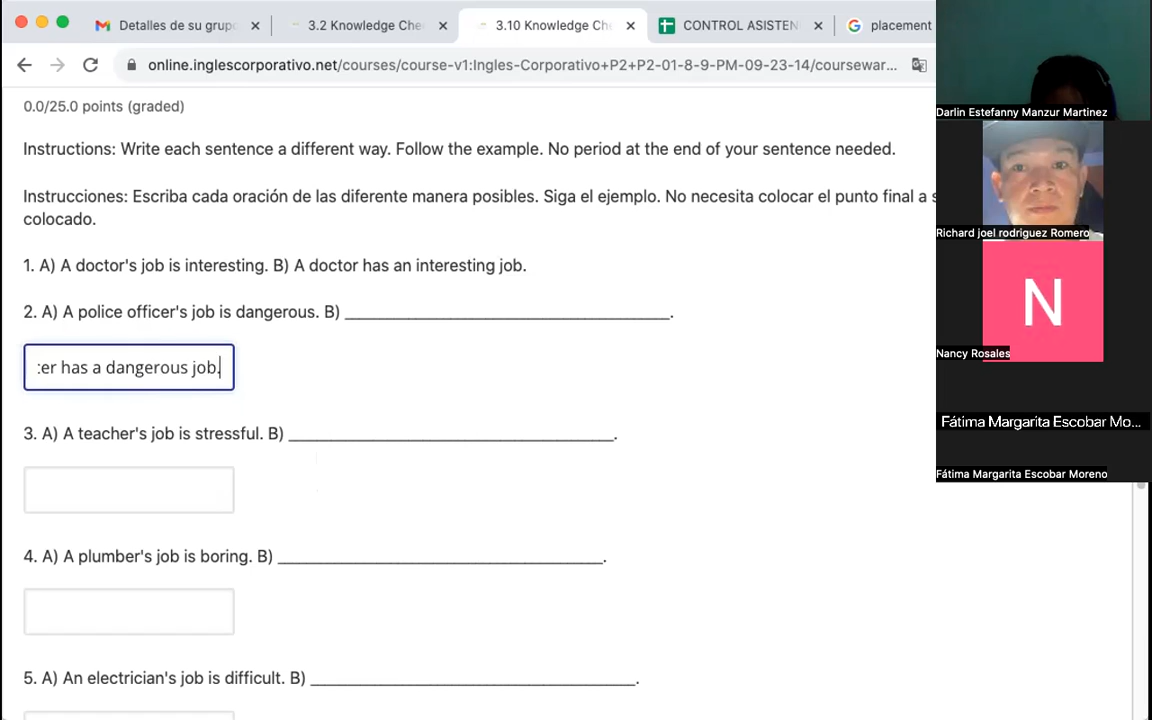 Detalles de su grup
3.2 Knowledge Che
3.10 Knowledge Ch
CONTROL ASISTEN
placement
online.inglescorporativo.net/courses/course-v1:Ingles-Corporativo+P2+P2-01-8-9-PM-09-23-14/coursewar...
0.0/25.0 points (graded)
Instructions: Write each sentence a different way. Follow the example. No period at the end of your sentence needed.
Instrucciones: Escriba cada oración de las diferente manera posibles. Siga el ejemplo. No necesita colocar el punto final a s
colocado.
1. A) A doctor's job is interesting. B) A doctor has an interesting job.
2. A) A police officer's job is dangerous. B) ___________________________________.
:er has a dangerous job.
3. A) A teacher's job is stressful. B) ___________________________________.
4. A) A plumber's job is boring. B) ___________________________________.
5. A) An electrician's job is difficult. B) ___________________________________.
Darlin Estefanny Manzur Martinez
Richard joel rodriguez Romero
N
Nancy Rosales
Fátima Margarita Escobar Mo...
Fátima Margarita Escobar Moreno